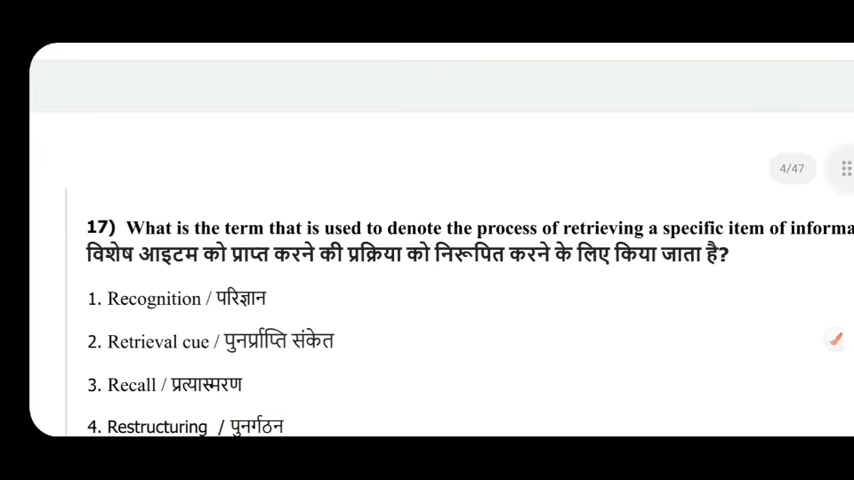 4/47
17) What is the term that is used to denote the process of retrieving a specific item of informa
विशेष आइटम को प्राप्त करने की प्रक्रिया को निरूपित करने के लिए किया जाता है?
1. Recognition / परिज्ञान
2. Retrieval cue / पुनर्प्राप्ति संकेत
3. Recall / प्रत्यास्मरण
4. Restructuring / पुनर्गठन